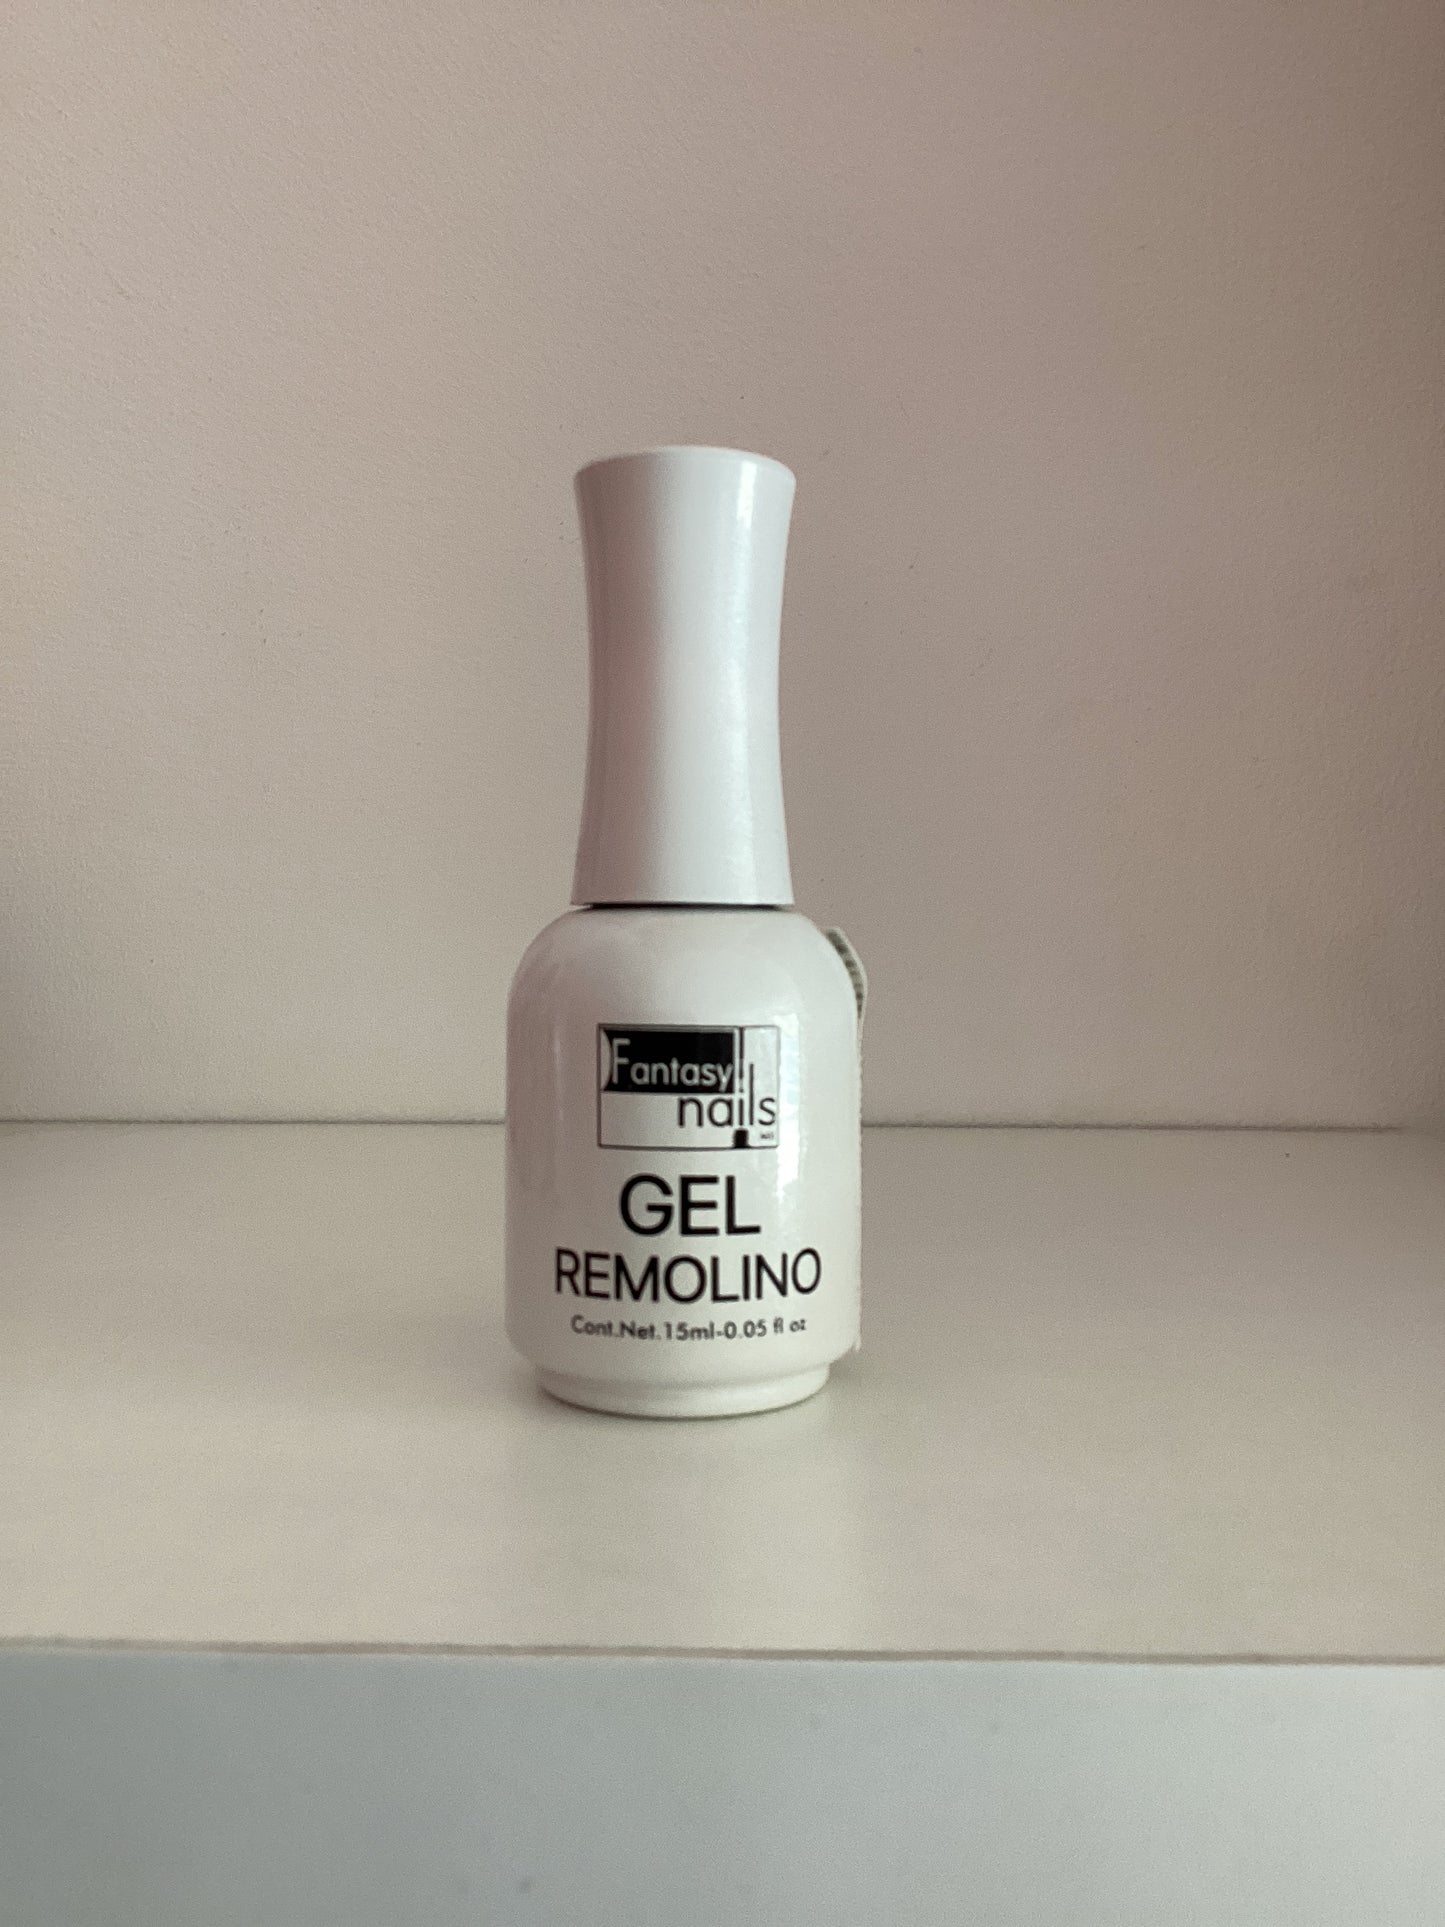 Fantasy
nails
GEL
REMOLINO
Cont.Net.15ml-0.05 fl oz